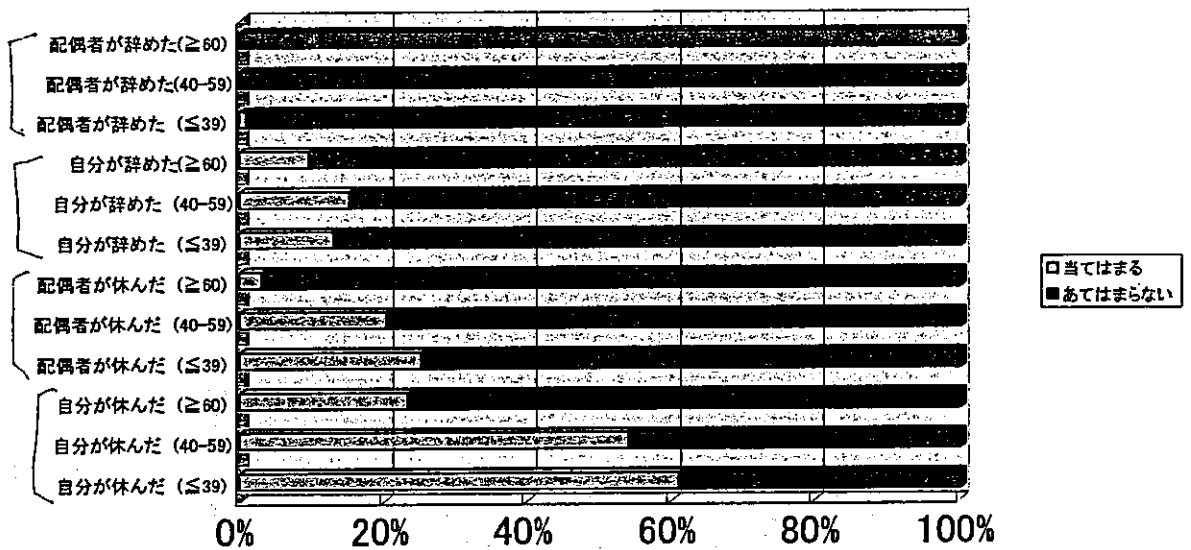 配偶者が辞めた(≧60)
配偶者が辞めた(40-59)
配偶者が辞めた (≦39)
自分が辞めた(≧60)
自分が辞めた (40-59)
自分が辞めた (≦39)
配偶者が休んだ (≧60)
配偶者が休んだ (40-59)
配偶者が休んだ (≦39)
自分が休んだ (≧60)
自分が休んだ (40-59)
自分が休んだ (≦39)
0% 20% 40% 60% 80% 100%
当てはまる
あてはまらない